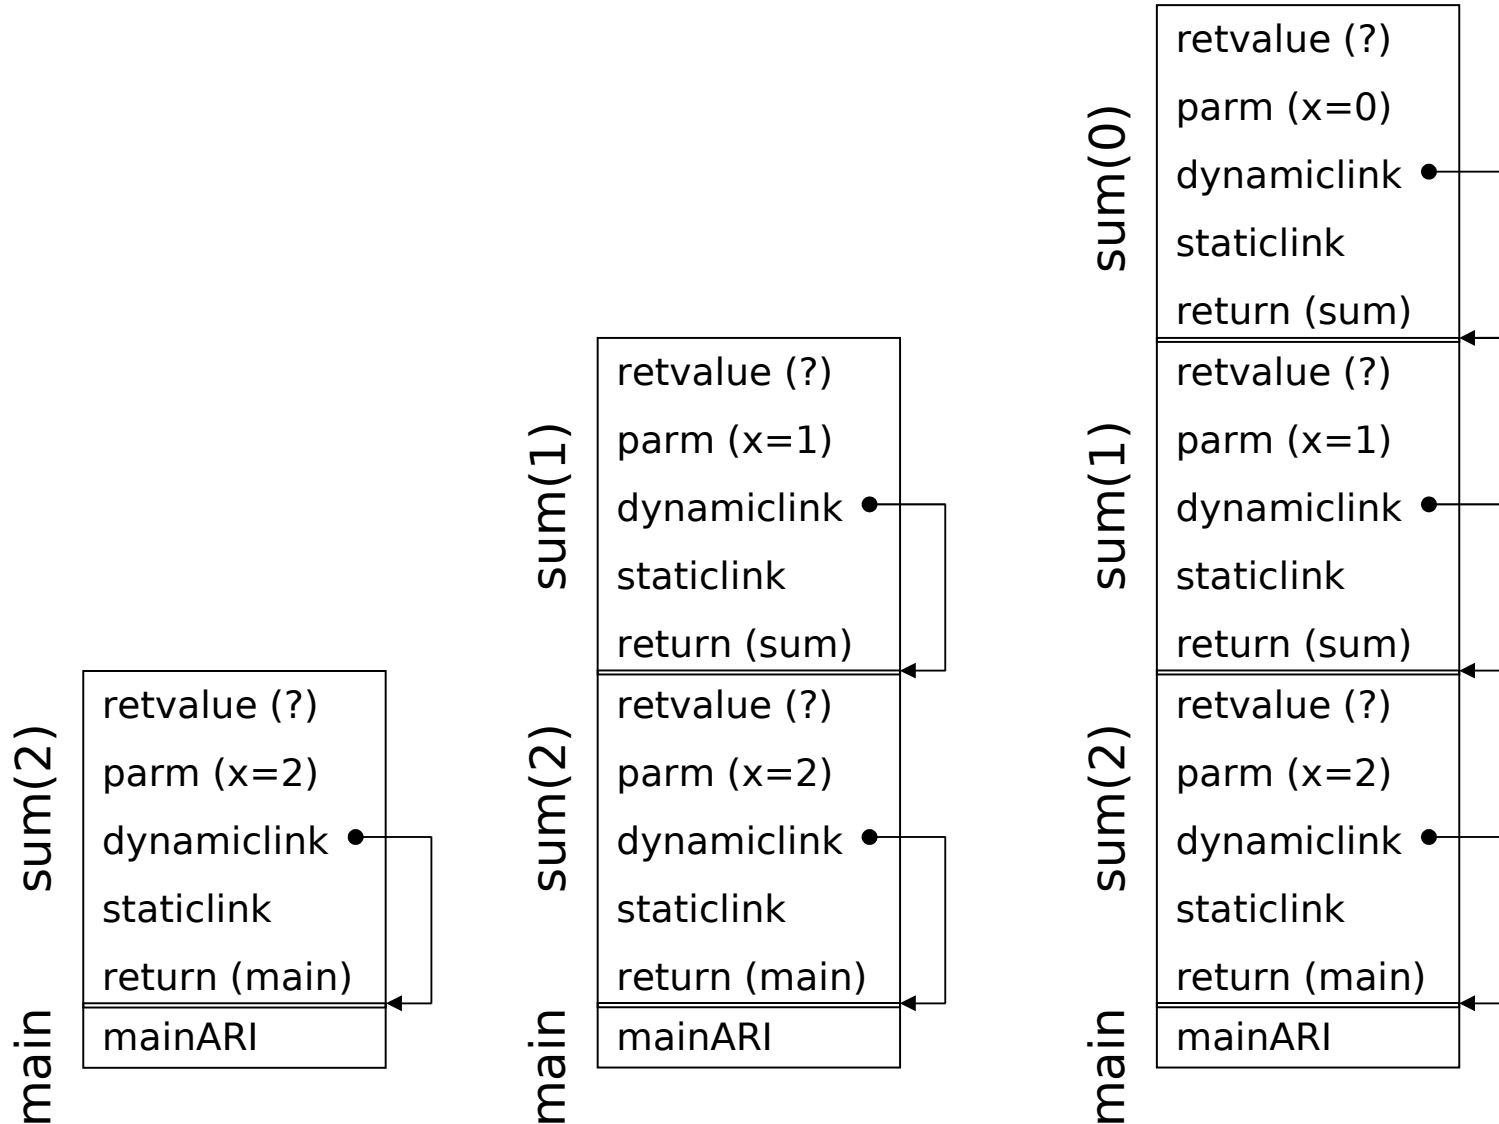 sum(2)
retvalue (?)
parm (x=2)
dynamiclink
staticlink
return (main)
main
mainARI
sum(1)
retvalue (?)
parm (x=1)
dynamiclink
staticlink
return (sum)
sum(2)
retvalue (?)
parm (x=2)
dynamiclink
staticlink
return (main)
main
mainARI
sum(0)
retvalue (?)
parm (x=0)
dynamiclink
staticlink
return (sum)
sum(1)
retvalue (?)
parm (x=1)
dynamiclink
staticlink
return (sum)
sum(2)
retvalue (?)
parm (x=2)
dynamiclink
staticlink
return (main)
main
mainARI